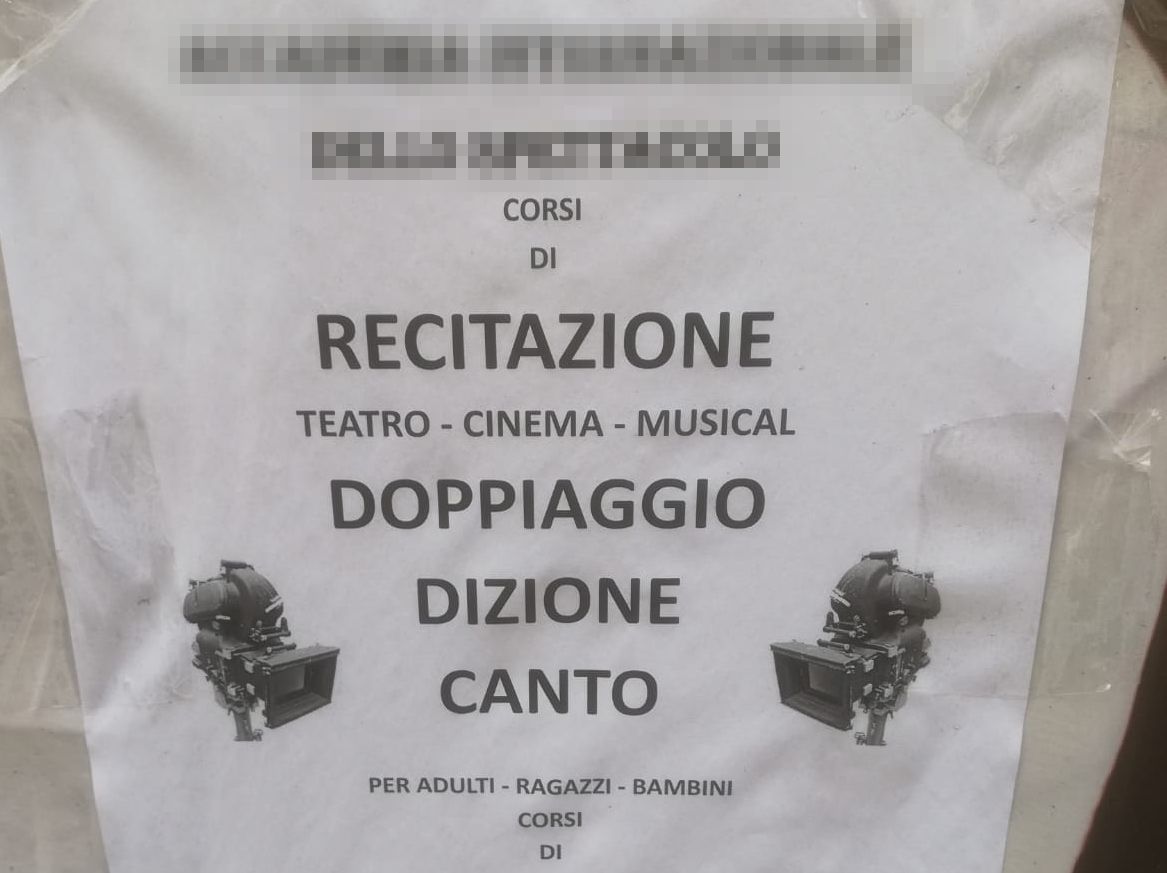 CORSI
DI
RECITAZIONE
TEATRO - CINEMA - MUSICAL
DOPPIAGGIO
DIZIONE
CANTO
PER ADULTI - RAGAZZI - BAMBINI
CORSI
DI